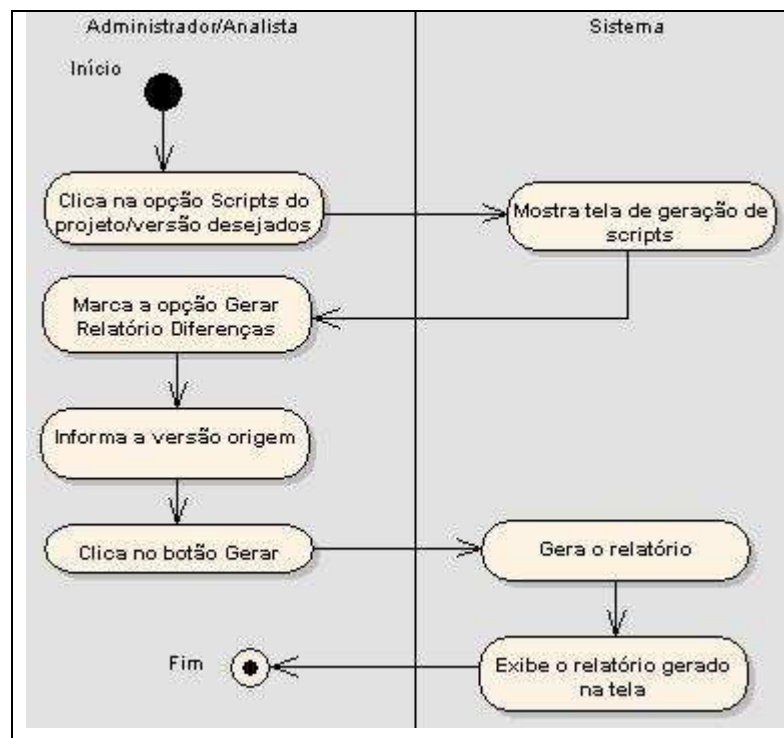 Administrador/Analista
Sistema
Início
Clica na opção Scripts do
projeto/versão desejados
Mostra tela de geração de
scripts
Marca a opção Gerar
Relatório Diferenças
Informa a versão origem
Clica no botão Gerar
Gera o relatório
Exibe o relatório gerado
na tela
Fim